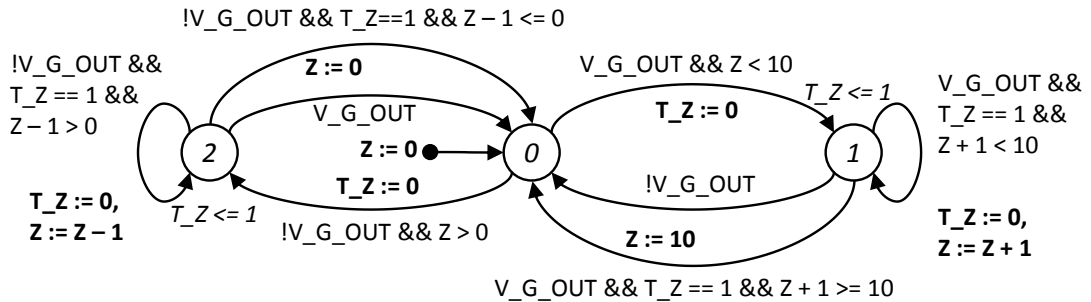 !V_G_OUT && T_Z==1 && Z – 1 <= 0
Z := 0
!V_G_OUT &&
T_Z == 1 &&
Z – 1 > 0
V_G_OUT && Z < 10
T_Z := 0
T_Z <= 1
V_G_OUT &&
T_Z == 1 &&
Z + 1 < 10
V_G_OUT
Z := 0
2
0
1
T_Z := 0
!V_G_OUT
T_Z := 0,
Z := Z – 1
T_Z <= 1
!V_G_OUT && Z > 0
Z := 10
T_Z := 0,
Z := Z + 1
V_G_OUT && T_Z == 1 && Z + 1 >= 10